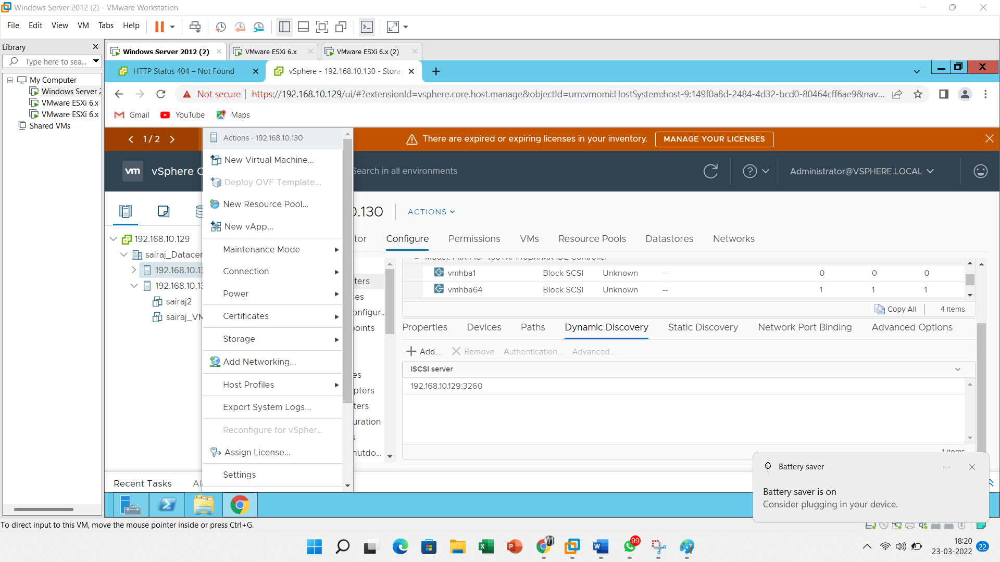 Windows Server 2012 (2) - VMware Workstation
File Edit View VM Tabs Help
Library
Type here to sea...
My Computer
Windows Server 2
VMware ESXi 6.x
VMware ESXi 6.x
Shared VMs
Windows Server 2012 (2)
VMware ESXi 6.x
VMware ESXi 6.x (2)
HTTP Status 404 – Not Found
vSphere - 192.168.10.130 - Stora
Not secure
https://192.168.10.129/ui/#?extensionId=vsphere.core.host.manage&objectId=urn:vmomi:HostSystem:host-9:149f0a8d-2484-4d32-bcd0-80464cff6ae9&nav...
Gmail YouTube Maps
1 / 2
There are expired or expiring licenses in your inventory.
MANAGE YOUR LICENSES
vm vSphere C
Search in all environments
Administrator@VSPHERE.LOCAL
192.168.10.129
sairaj_Datacen
192.168.10.13
192.168.10.13
sairaj2
sairaj_VM
Actions - 192.168.10.130
New Virtual Machine...
Deploy OVF Template...
New Resource Pool...
New vApp...
Maintenance Mode
Connection
Power
Certificates
Storage
Add Networking...
Host Profiles
Export System Logs...
Reconfigure for vSpher...
Assign License...
Settings
0.130
ACTIONS
tor Configure Permissions VMs Resource Pools Datastores Networks
ters
ces
onfigur..
points
es
pters
ters
uration
s
nutdo...
vmhba1 Block SCSI Unknown -- 0 0 0
vmhba64 Block SCSI Unknown -- 1 1 1
Copy All 4 items
Properties Devices Paths Dynamic Discovery Static Discovery Network Port Binding Advanced Options
Add... Remove Authentication... Advanced...
iSCSI server
192.168.10.129:3260
1 items
Recent Tasks Al
Battery saver
Battery saver is on
Consider plugging in your device.
To direct input to this VM, move the mouse pointer inside or press Ctrl+G.
99
18:20
23-03-2022
22